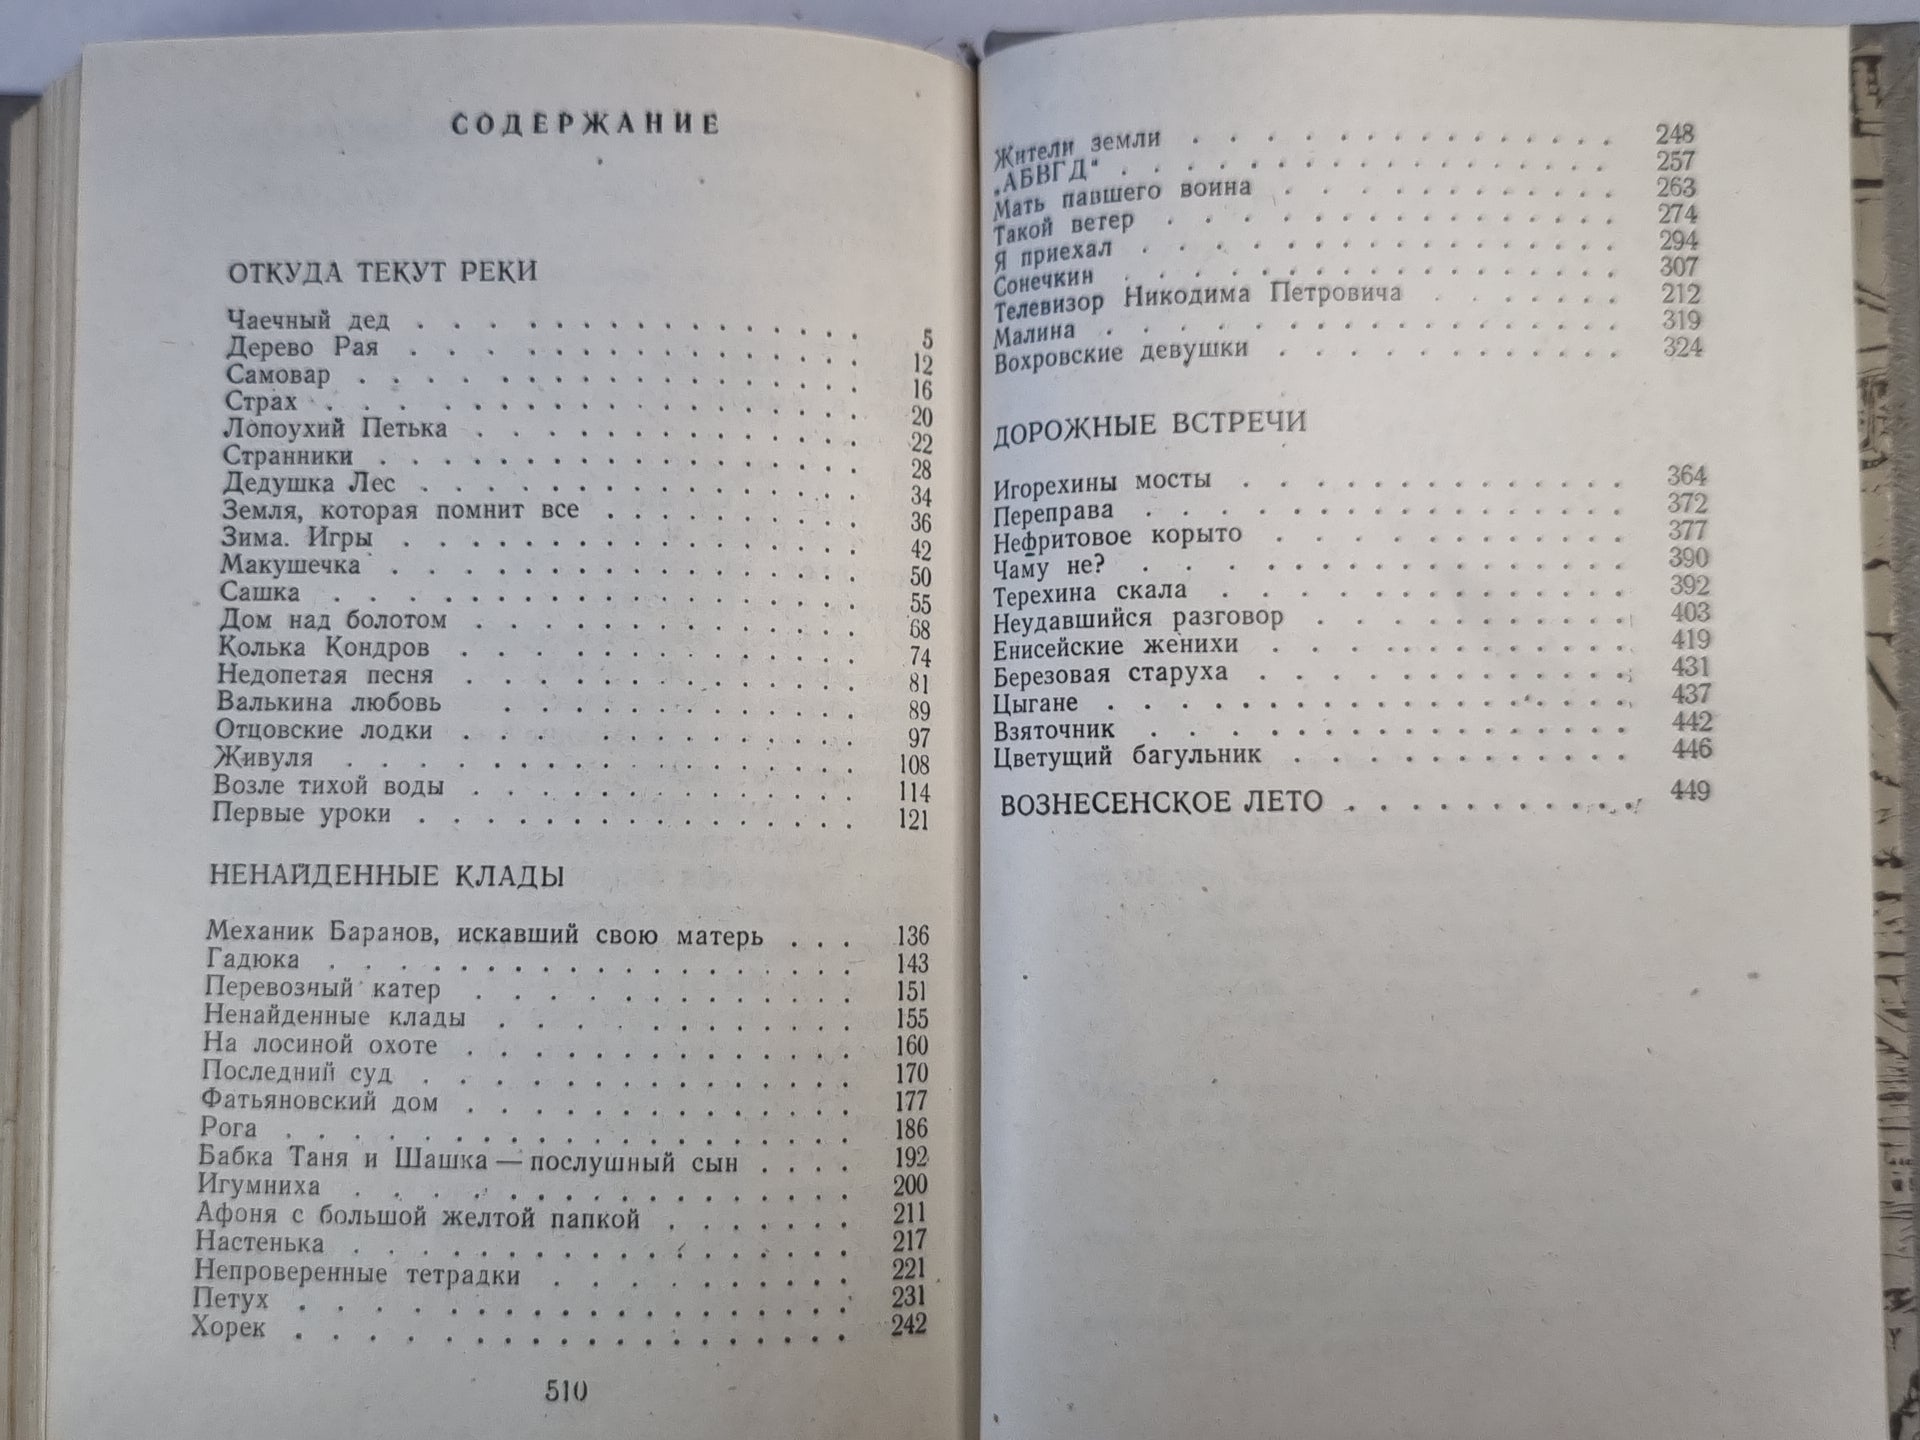 СОДЕРЖАНИЕ
ОТКУДА ТЕКУТ РЕКИ
Чаечный дед . . . . . . . . . . . . . . . 5
Дерево Рая . . . . . . . . . . . . . . . 12
Самовар . . . . . . . . . . . . . . . . 16
Страх . . . . . . . . . . . . . . . . . 20
Лопоухий Петька . . . . . . . . . . . . . 22
Странники . . . . . . . . . . . . . . . 28
Дедушка Лес . . . . . . . . . . . . . . 34
Земля, которая помнит все . . . . . . . . . . 36
Зима. Игры . . . . . . . . . . . . . . . 42
Макушечка . . . . . . . . . . . . . . . 50
Сашка . . . . . . . . . . . . . . . . . 55
Дом над болотом . . . . . . . . . . . . . 68
Колька Кондров . . . . . . . . . . . . . 74
Недопетая песня . . . . . . . . . . . . . 81
Валькина любовь . . . . . . . . . . . . . 89
Отцовские лодки . . . . . . . . . . . . . 97
Живуля . . . . . . . . . . . . . . . . 108
Возле тихой воды . . . . . . . . . . . . . 114
Первые уроки . . . . . . . . . . . . . . 121
НЕНАЙДЕННЫЕ КЛАДЫ
Механик Баранов, искавший свою матерь . . . 136
Гадюка . . . . . . . . . . . . . . . . 143
Перевозный катер . . . . . . . . . . . . . 151
Ненайденные клады . . . . . . . . . . . . 155
На лосиной охоте . . . . . . . . . . . . . 160
Последний суд . . . . . . . . . . . . . . 170
Фатьяновский дом . . . . . . . . . . . . . 177
Рога . . . . . . . . . . . . . . . . . 186
Бабка Таня и Шашка — послушный сын . . . . 192
Игумниха . . . . . . . . . . . . . . . 200
Афоня с большой желтой папкой . . . . . . . 211
Настенька . . . . . . . . . . . . . . . 217
Непроверенные тетрадки . . . . . . . . . . 221
Петух . . . . . . . . . . . . . . . . . 231
Хорек . . . . . . . . . . . . . . . . . 242
510
Жители земли . . . . . . . . . . . . . . 248
„АБВГД“ . . . . . . . . . . . . . . . . 257
Мать павшего воина . . . . . . . . . . . . 263
Такой ветер . . . . . . . . . . . . . . . 274
Я приехал . . . . . . . . . . . . . . . 294
Сонечкин . . . . . . . . . . . . . . . 307
Телевизор Никодима Петровича . . . . . . . 212
Малина . . . . . . . . . . . . . . . . 319
Вохровские девушки . . . . . . . . . . . . 324
ДОРОЖНЫЕ ВСТРЕЧИ
Игорехины мосты . . . . . . . . . . . . . 364
Переправа . . . . . . . . . . . . . . . 372
Нефритовое корыто . . . . . . . . . . . . 377
Чаму не? . . . . . . . . . . . . . . . 390
Терехина скала . . . . . . . . . . . . . 392
Неудавшийся разговор . . . . . . . . . . . 403
Енисейские женихи . . . . . . . . . . . . 419
Березовая старуха . . . . . . . . . . . . 431
Цыгане . . . . . . . . . . . . . . . . 437
Взяточник . . . . . . . . . . . . . . . 442
Цветущий багульник . . . . . . . . . . . 446
ВОЗНЕСЕНСКОЕ ЛЕТО . . . . . . . . . . . 449